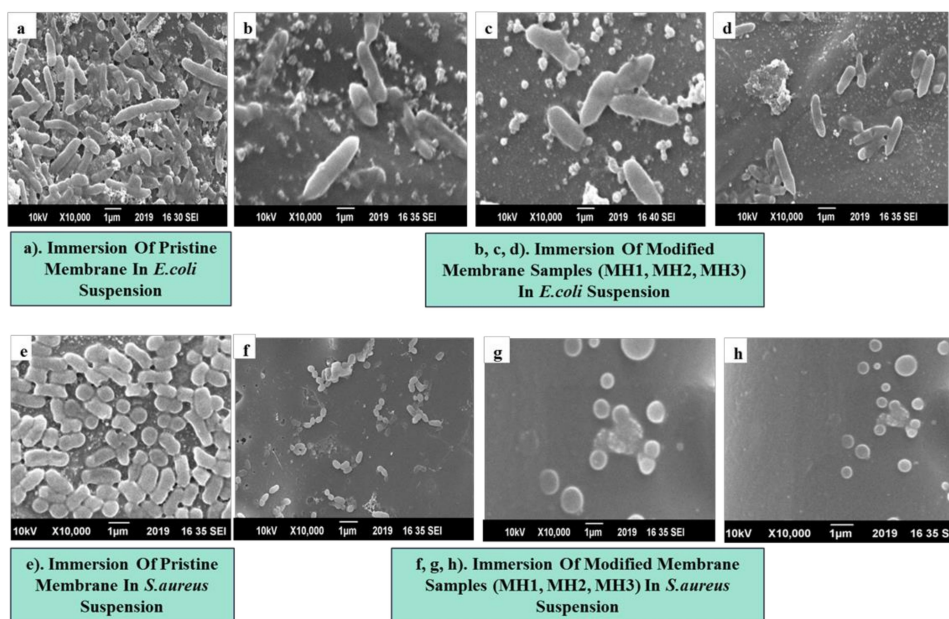 a
b
c
d
10kV X10,000 1μm 2019 16 30 SEI
10kV X10,000 1μm 2019 16 35 SEI
10kV X10,000 1μm 2019 16 40 SEI
10kV X10,000 1μm 2019 16 35 SEI
a). Immersion Of Pristine
Membrane In E.coli
Suspension
b, c, d). Immersion Of Modified
Membrane Samples (MH1, MH2, MH3)
In E.coli Suspension
e
f
g
h
10kV X10,000 1μm 2019 16 35 SEI
10kV X10,000 1μm 2019 16 35 SEI
10kV X10,000 1μm 2019 16 35 SEI
10kV X10,000 1μm 2019 16 35 SEI
e). Immersion Of Pristine
Membrane In S.aureus
Suspension
f, g, h). Immersion Of Modified Membrane
Samples (MH1, MH2, MH3) In S.aureus
Suspension